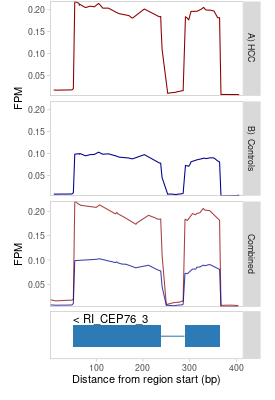 0.20
0.15
0.10
0.05
FPM
A) HCC
0.20
0.15
0.10
0.05
B) Controls
0.20
0.15
0.10
0.05
FPM
Combined
< RI_CEP76_3
100 200 300 400
Distance from region start (bp)